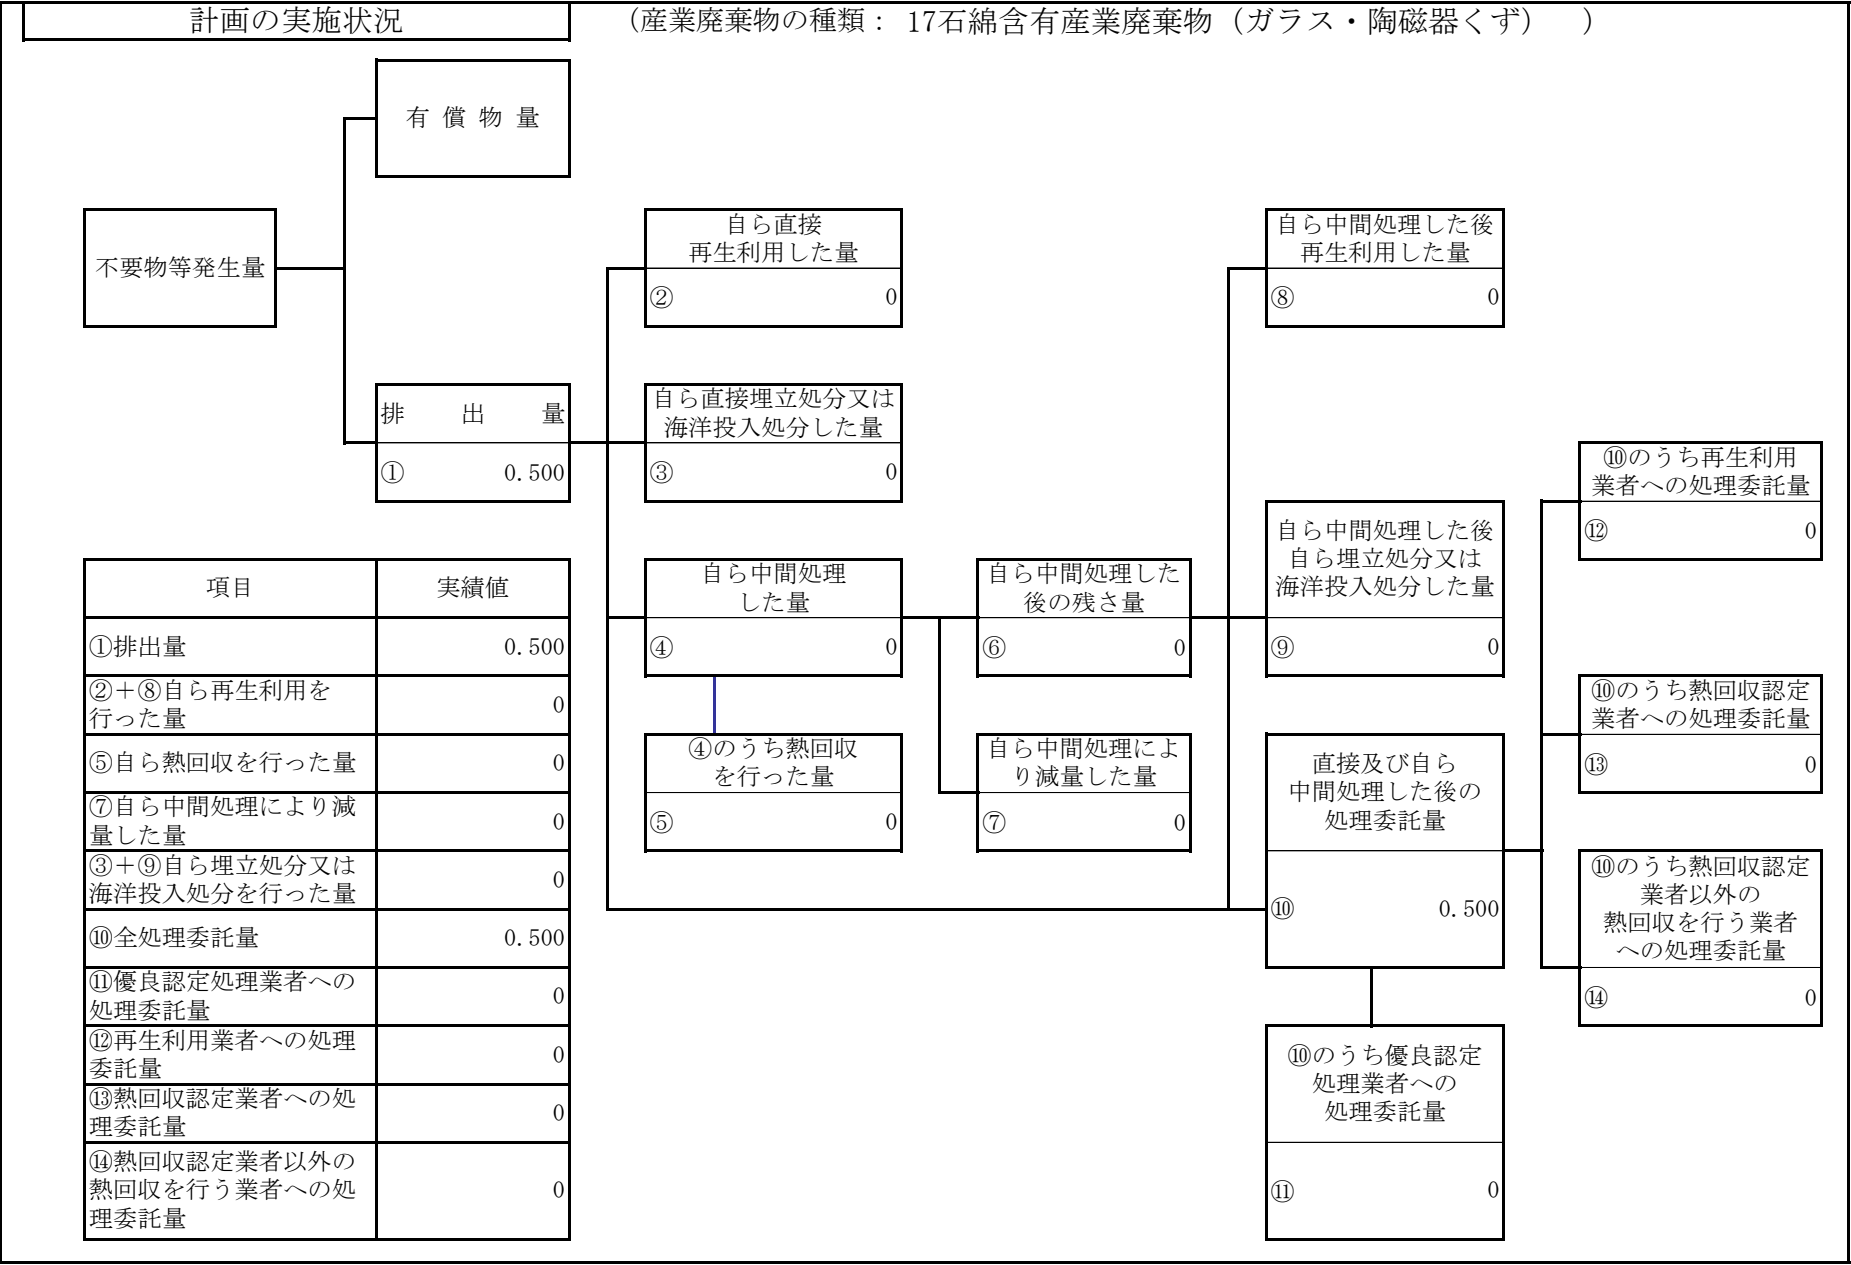 計画の実施状況
（産業廃棄物の種類： 17石綿含有産業廃棄物（ガラス・陶磁器くず） ）
有償物量
不要物等発生量
自ら直接
再生利用した量
② 0
自ら中間処理した後
再生利用した量
⑧ 0
排出量
① 0.500
自ら直接埋立処分又は
海洋投入処分した量
③ 0
⑩のうち再生利用
業者への処理委託量
⑫ 0
自ら中間処理した後
自ら埋立処分又は
海洋投入処分した量
⑨ 0
自ら中間処理
した量
④ 0
自ら中間処理した
後の残さ量
⑥ 0
⑩のうち熱回収認定
業者への処理委託量
⑬ 0
④のうち熱回収
を行った量
⑤ 0
自ら中間処理によ
り減量した量
⑦ 0
直接及び自ら
中間処理した後の
処理委託量
⑩ 0.500
⑩のうち熱回収認定
業者以外の
熱回収を行う業者
への処理委託量
⑭ 0
⑩のうち優良認定
処理業者への
処理委託量
⑪ 0
項目 実績値
①排出量 0.500
②＋⑧自ら再生利用を
行った量 0
⑤自ら熱回収を行った量 0
⑦自ら中間処理により減
量した量 0
③＋⑨自ら埋立処分又は
海洋投入処分を行った量 0
⑩全処理委託量 0.500
⑪優良認定処理業者への
処理委託量 0
⑫再生利用業者への処理
委託量 0
⑬熱回収認定業者への処
理委託量 0
⑭熱回収認定業者以外の
熱回収を行う業者への処
理委託量 0